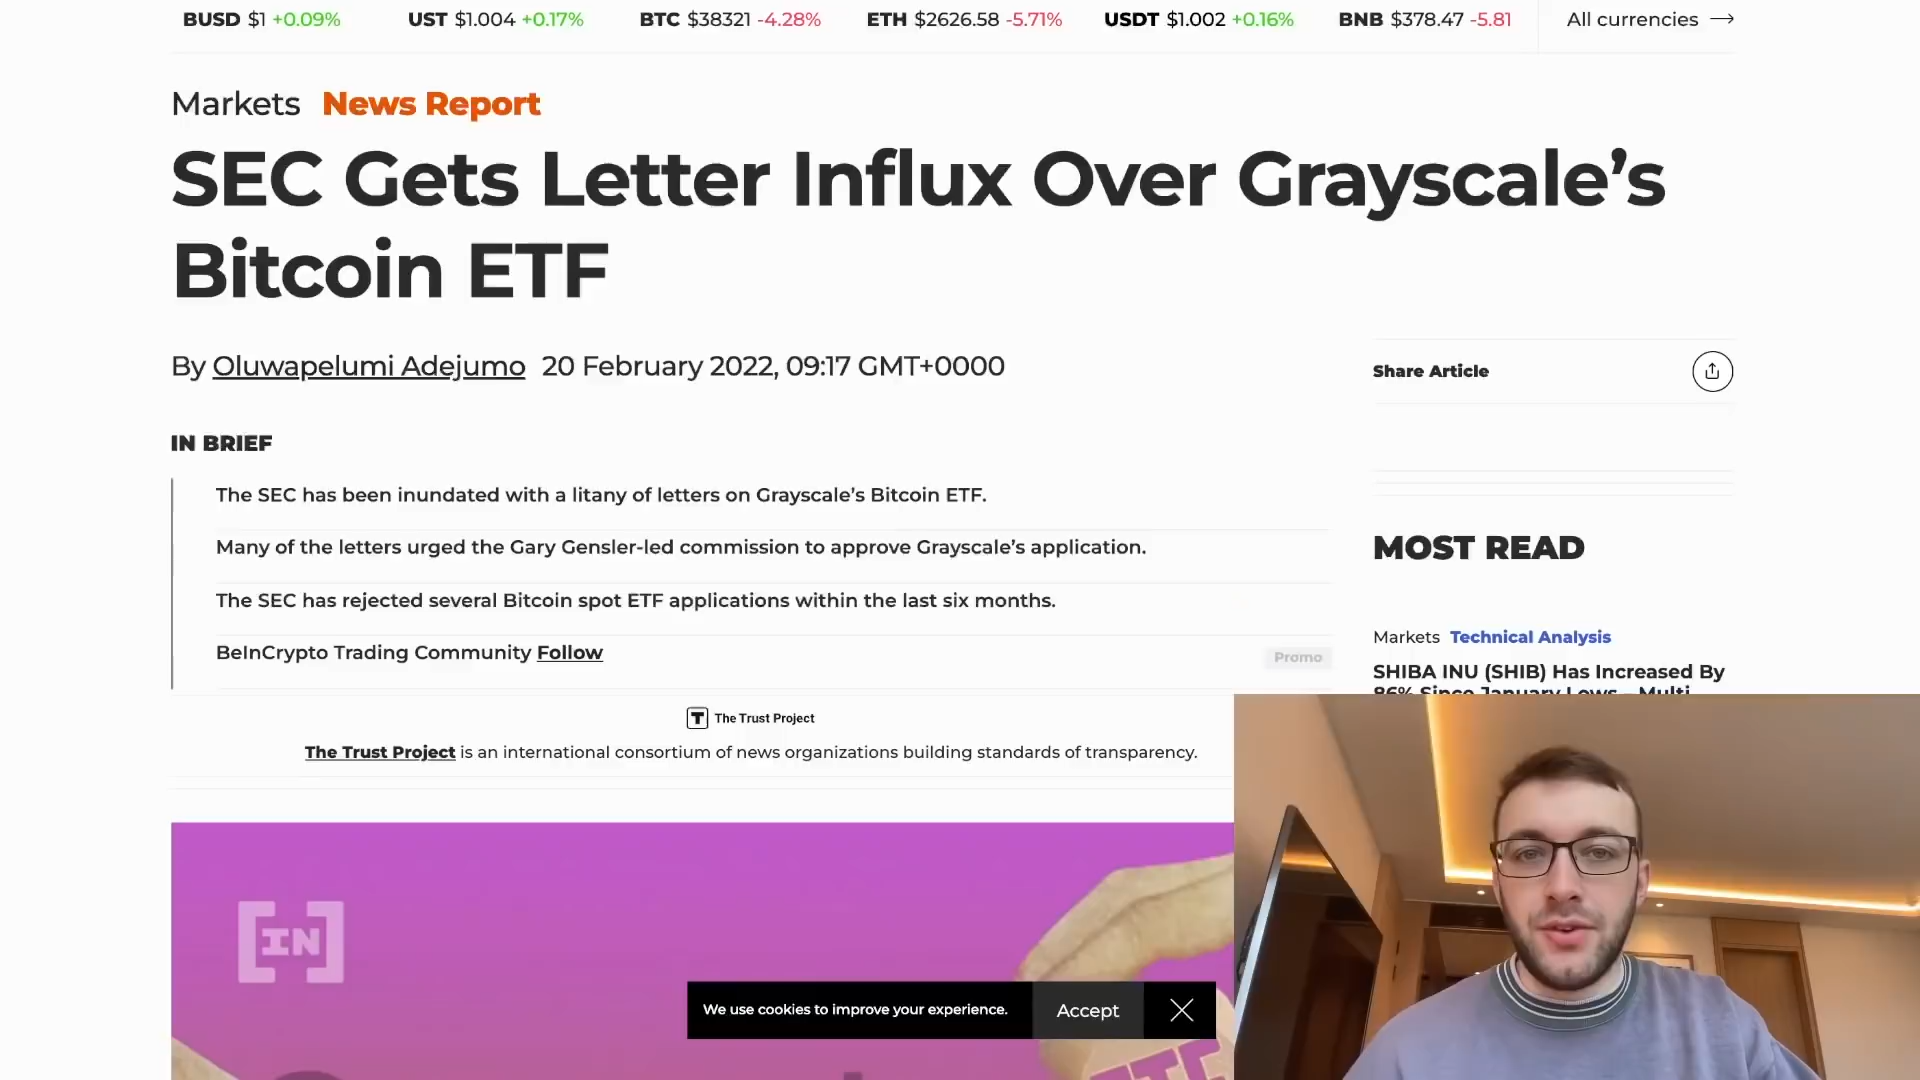 BUSD $1 +0.09% UST $1.004 +0.17% BTC $38321 -4.28% ETH $2626.58 -5.71% USDT $1.002 +0.16% BNB $378.47 -5.81 All currencies →
Markets News Report
SEC Gets Letter Influx Over Grayscale’s
Bitcoin ETF
By Oluwapelumi Adejumo 20 February 2022, 09:17 GMT+0000
Share Article
IN BRIEF
The SEC has been inundated with a litany of letters on Grayscale’s Bitcoin ETF.
Many of the letters urged the Gary Gensler-led commission to approve Grayscale’s application.
The SEC has rejected several Bitcoin spot ETF applications within the last six months.
BeInCrypto Trading Community Follow
Promo
MOST READ
Markets Technical Analysis
SHIBA INU (SHIB) Has Increased By
86% Since January Lows – Multi
T The Trust Project
The Trust Project is an international consortium of news organizations building standards of transparency.
[IN]
We use cookies to improve your experience. Accept
ETF